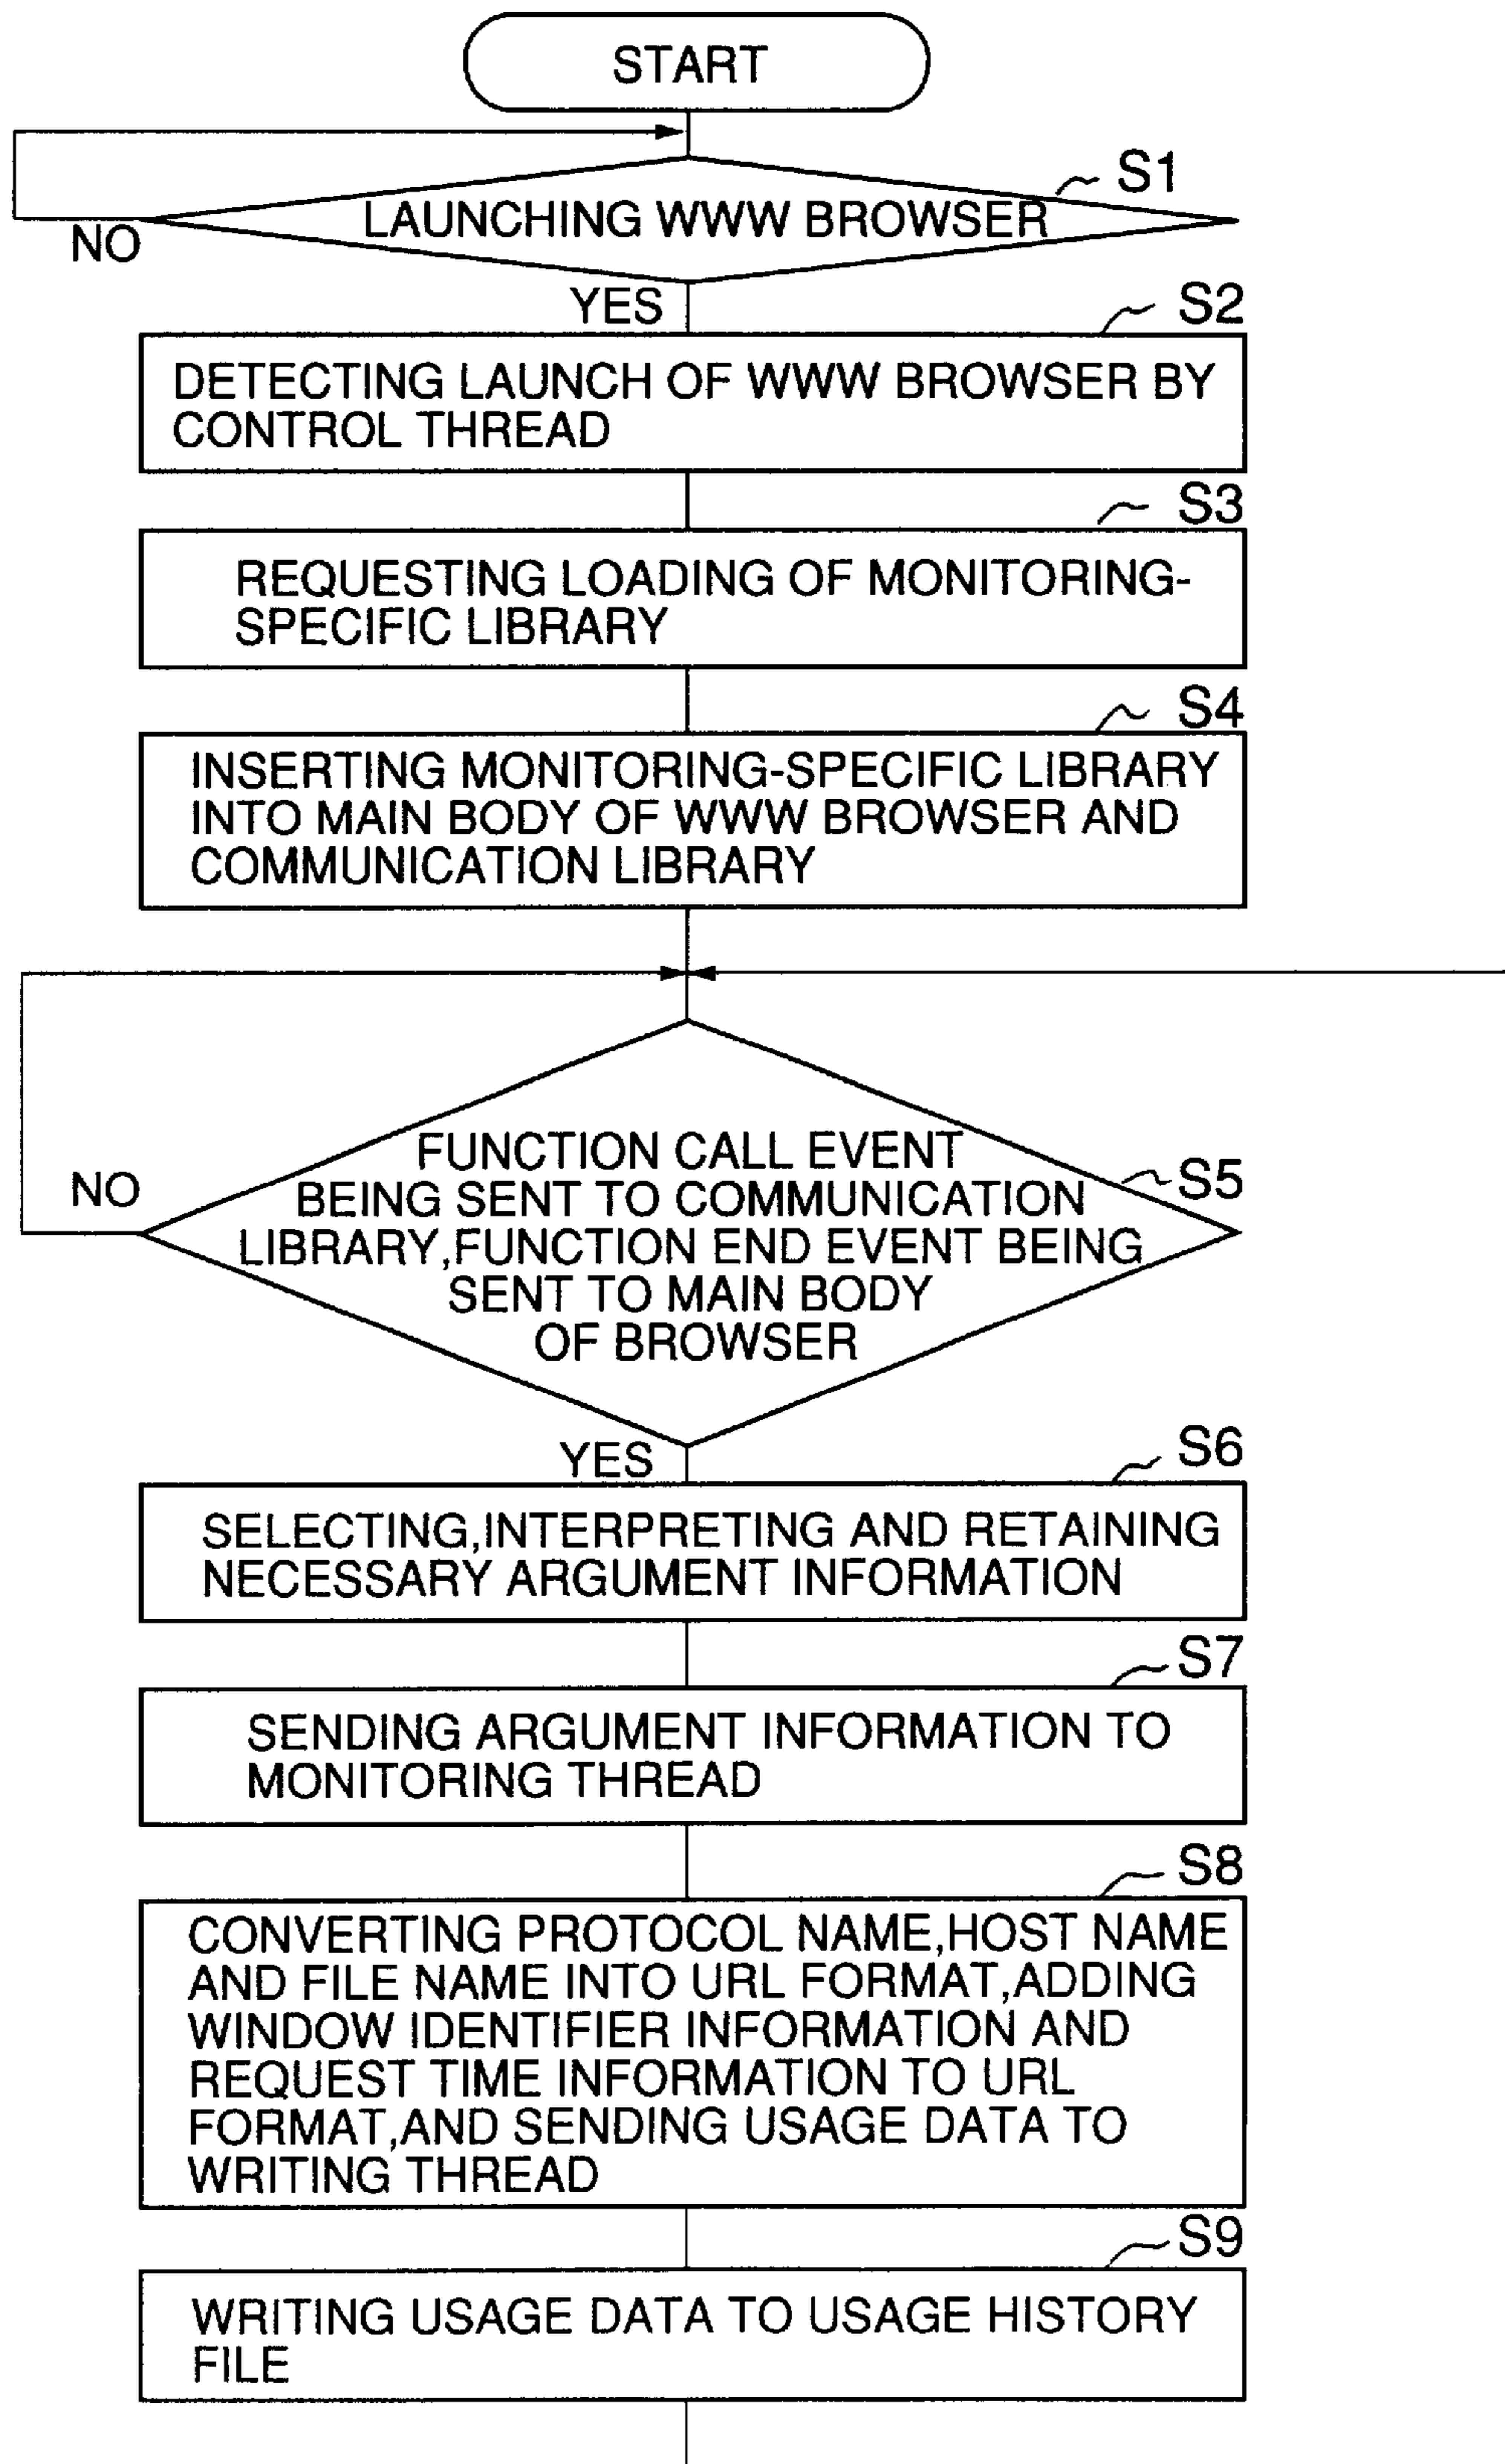 START
S1
LAUNCHING WWW BROWSER
NO
YES
S2
DETECTING LAUNCH OF WWW BROWSER BY
CONTROL THREAD
S3
REQUESTING LOADING OF MONITORING-
SPECIFIC LIBRARY
S4
INSERTING MONITORING-SPECIFIC LIBRARY
INTO MAIN BODY OF WWW BROWSER AND
COMMUNICATION LIBRARY
FUNCTION CALL EVENT
S5
NO
BEING SENT TO COMMUNICATION
LIBRARY,FUNCTION END EVENT BEING
SENT TO MAIN BODY
OF BROWSER
YES
S6
SELECTING,INTERPRETING AND RETAINING
NECESSARY ARGUMENT INFORMATION
S7
SENDING ARGUMENT INFORMATION TO
MONITORING THREAD
S8
CONVERTING PROTOCOL NAME,HOST NAME
AND FILE NAME INTO URL FORMAT,ADDING
WINDOW IDENTIFIER INFORMATION AND
REQUEST TIME INFORMATION TO URL
FORMAT,AND SENDING USAGE DATA TO
WRITING THREAD
S9
WRITING USAGE DATA TO USAGE HISTORY
FILE